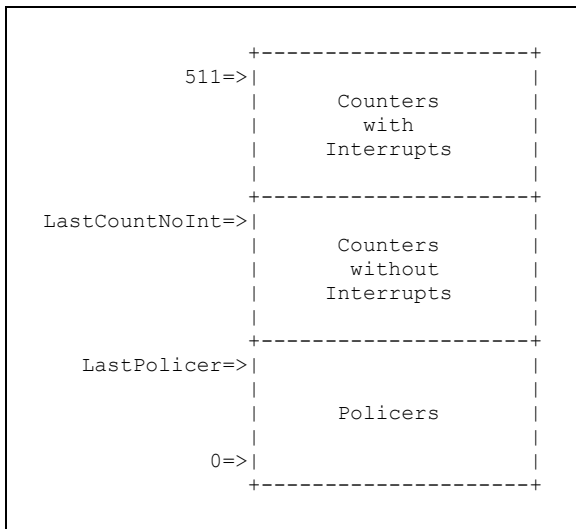 +---------------------+
511=>|                     |
|      Counters       |
|        with         |
|     Interrupts      |
|                     |
+---------------------+
LastCountNoInt=>|                     |
|      Counters       |
|       without       |
|     Interrupts      |
|                     |
+---------------------+
LastPolicer=>|                     |
|                     |
|      Policers       |
|                     |
0=>|                     |
+---------------------+